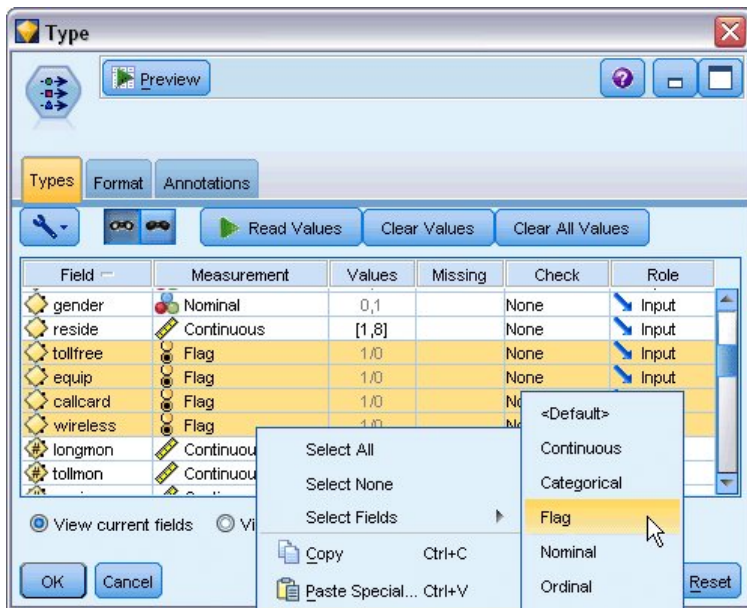 Type
Preview
Types Format Annotations
Read Values Clear Values Clear All Values
Field Measurement Values Missing Check Role
gender Nominal 0,1 None Input
reside Continuous [1,8] None Input
tollfree Flag 1/0 None Input
equip Flag 1/0 None Input
callcard Flag 1/0
wireless Flag 1/0
longmon Continuou
tollmon Continuou
View current fields Vi
OK Cancel Reset
Select All
Select None
Select Fields
Copy Ctrl+C
Paste Special... Ctrl+V
<Default>
Continuous
Categorical
Flag
Nominal
Ordinal